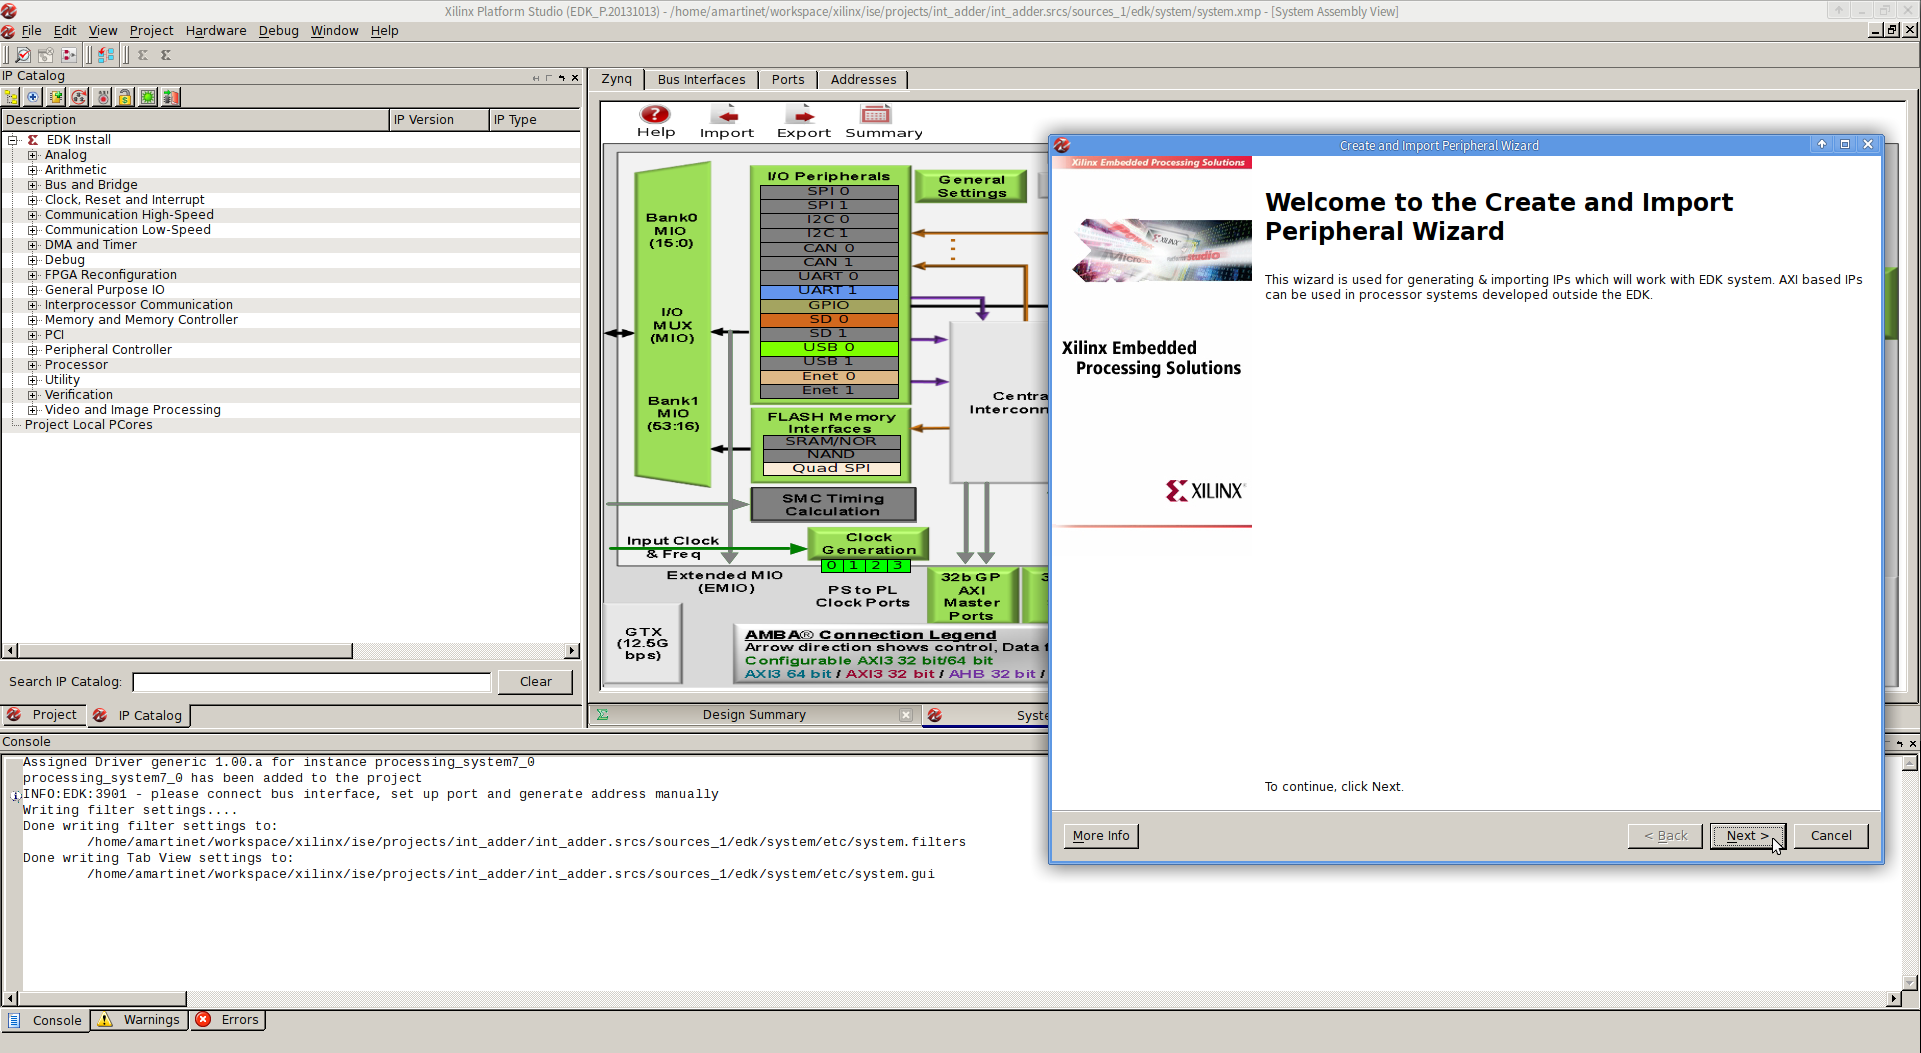 Xilinx Platform Studio (EDK_P.20131013) - /home/amartinet/workspace/xilinx/ise/projects/int_adder/int_adder.srcs/sources_1/edk/system/system.xmp - [System Assembly View]
File Edit View Project Hardware Debug Window Help
IP Catalog
Description IP Version IP Type
EDK Install
Analog
Arithmetic
Bus and Bridge
Clock, Reset and Interrupt
Communication High-Speed
Communication Low-Speed
DMA and Timer
Debug
FPGA Reconfiguration
General Purpose IO
Interprocessor Communication
Memory and Memory Controller
PCI
Peripheral Controller
Processor
Utility
Verification
Video and Image Processing
Project Local PCores
Search IP Catalog: Clear
Project IP Catalog
Zynq Bus Interfaces Ports Addresses
Help Import Export Summary
Bank0
MIO
(15:0)
I/O
MUX
(MIO)
Bank1
MIO
(53:16)
I/O Peripherals
SPI 0
SPI 1
I2C 0
I2C 1
CAN 0
CAN 1
UART 0
UART 1
GPIO
SD 0
SD 1
USB 0
USB 1
Enet 0
Enet 1
General
Settings
FLASH Memory
Interfaces
SRAM/NOR
NAND
Quad SPI
SMC Timing
Calculation
Input Clock
& Freq
Clock
Generation
0 1 2 3
Extended MIO
(EMIO)
PS to PL
Clock Ports
32b GP
AXI
Master
Ports
GTX
(12.5G
bps)
AMBA® Connection Legend
Arrow direction shows control, Data
Configurable AXI3 32 bit/64 bit
AXI3 64 bit / AXI3 32 bit / AHB 32 bit /
Design Summary
Create and Import Peripheral Wizard
Xilinx Embedded Processing Solutions
XILINX
Xilinx Embedded
Processing Solutions
XILINX
Welcome to the Create and Import
Peripheral Wizard
This wizard is used for generating & importing IPs which will work with EDK system. AXI based IPs
can be used in processor systems developed outside the EDK.
To continue, click Next.
More Info < Back Next > Cancel
Console
Assigned Driver generic 1.00.a for instance processing_system7_0
processing_system7_0 has been added to the project
INFO:EDK:3901 - please connect bus interface, set up port and generate address manually
Writing filter settings....
Done writing filter settings to:
/home/amartinet/workspace/xilinx/ise/projects/int_adder/int_adder.srcs/sources_1/edk/system/etc/system.filters
Done writing Tab View settings to:
/home/amartinet/workspace/xilinx/ise/projects/int_adder/int_adder.srcs/sources_1/edk/system/etc/system.gui
Console Warnings Errors